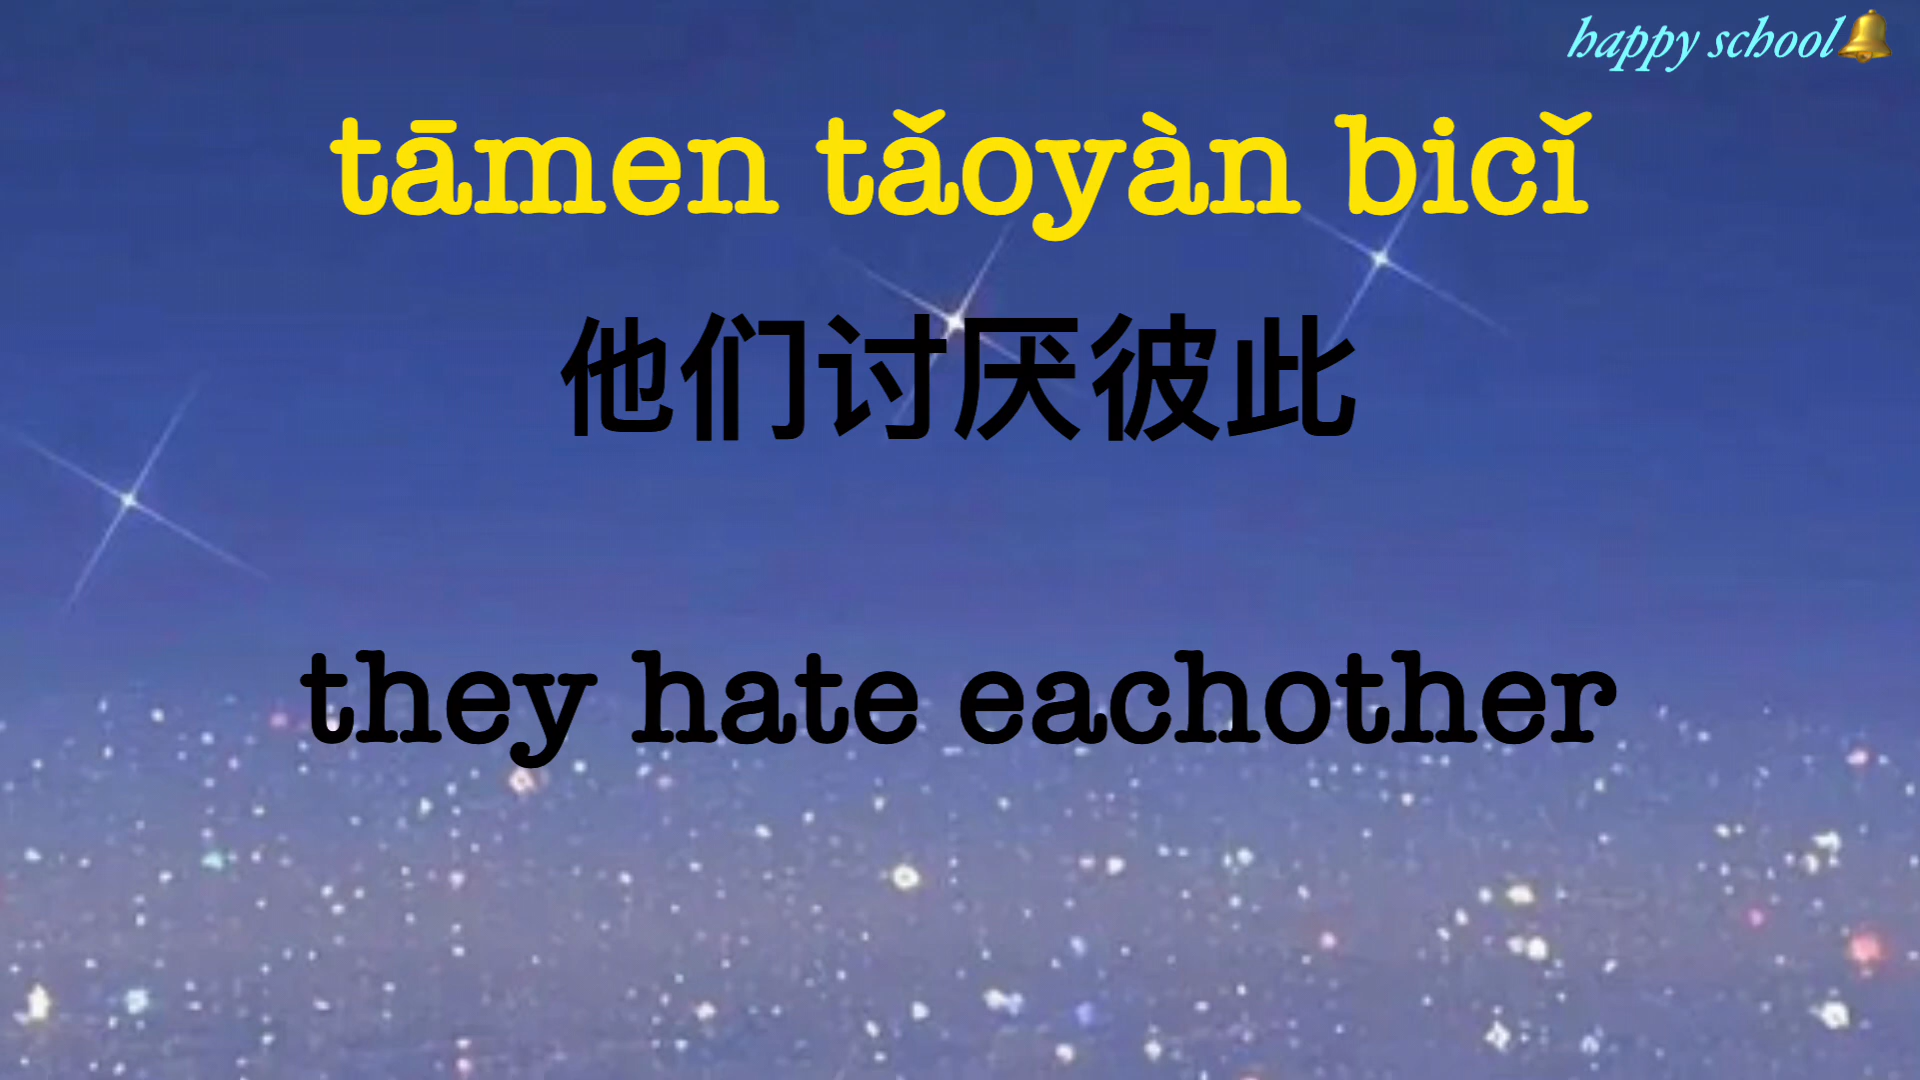 happy school🔔
tāmen tǎoyàn bicǐ
他们讨厌彼此
they hate eachother